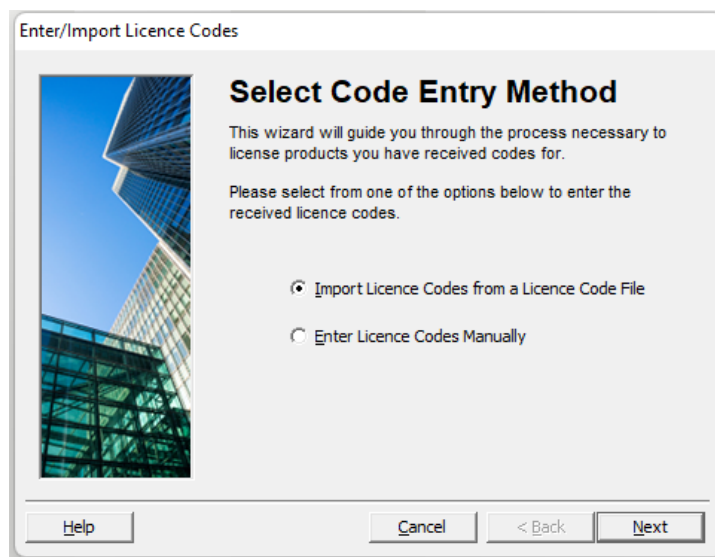 Enter/Import Licence Codes
Select Code Entry Method
This wizard will guide you through the process necessary to
license products you have received codes for.
Please select from one of the options below to enter the
received licence codes.
Import Licence Codes from a Licence Code File
Enter Licence Codes Manually
Help Cancel < Back Next